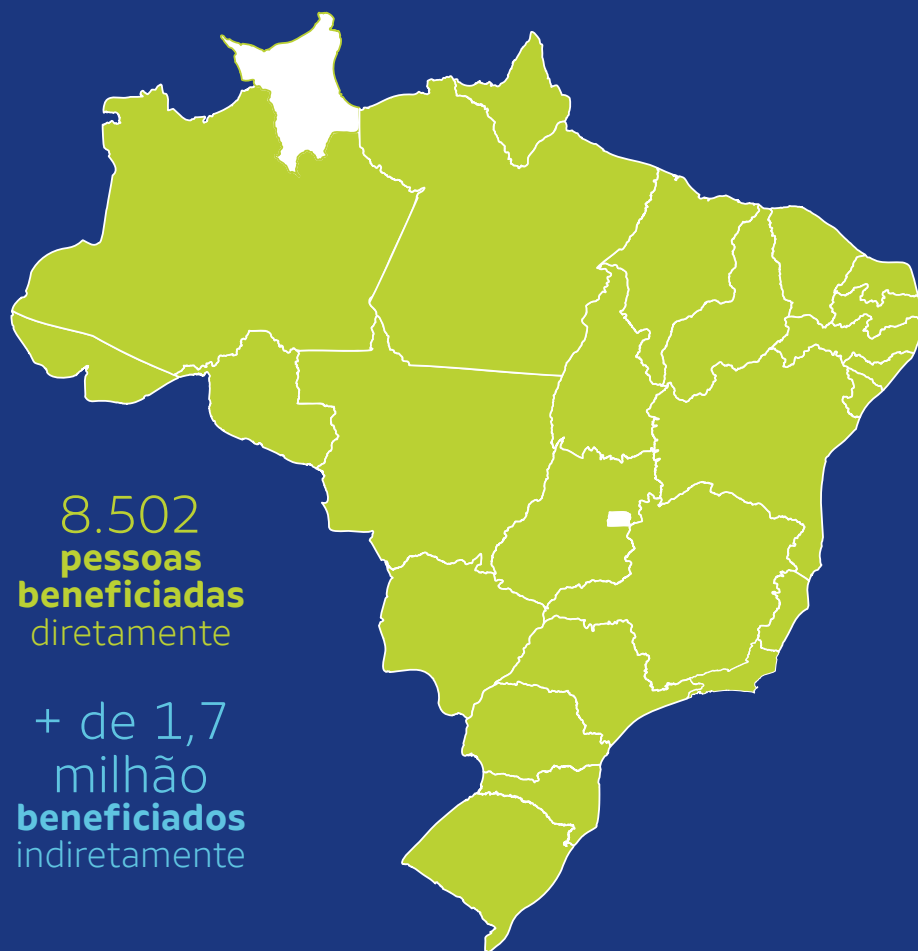 8.502
pessoas
beneficiadas
diretamente
+ de 1,7
milhão
beneficiados
indiretamente